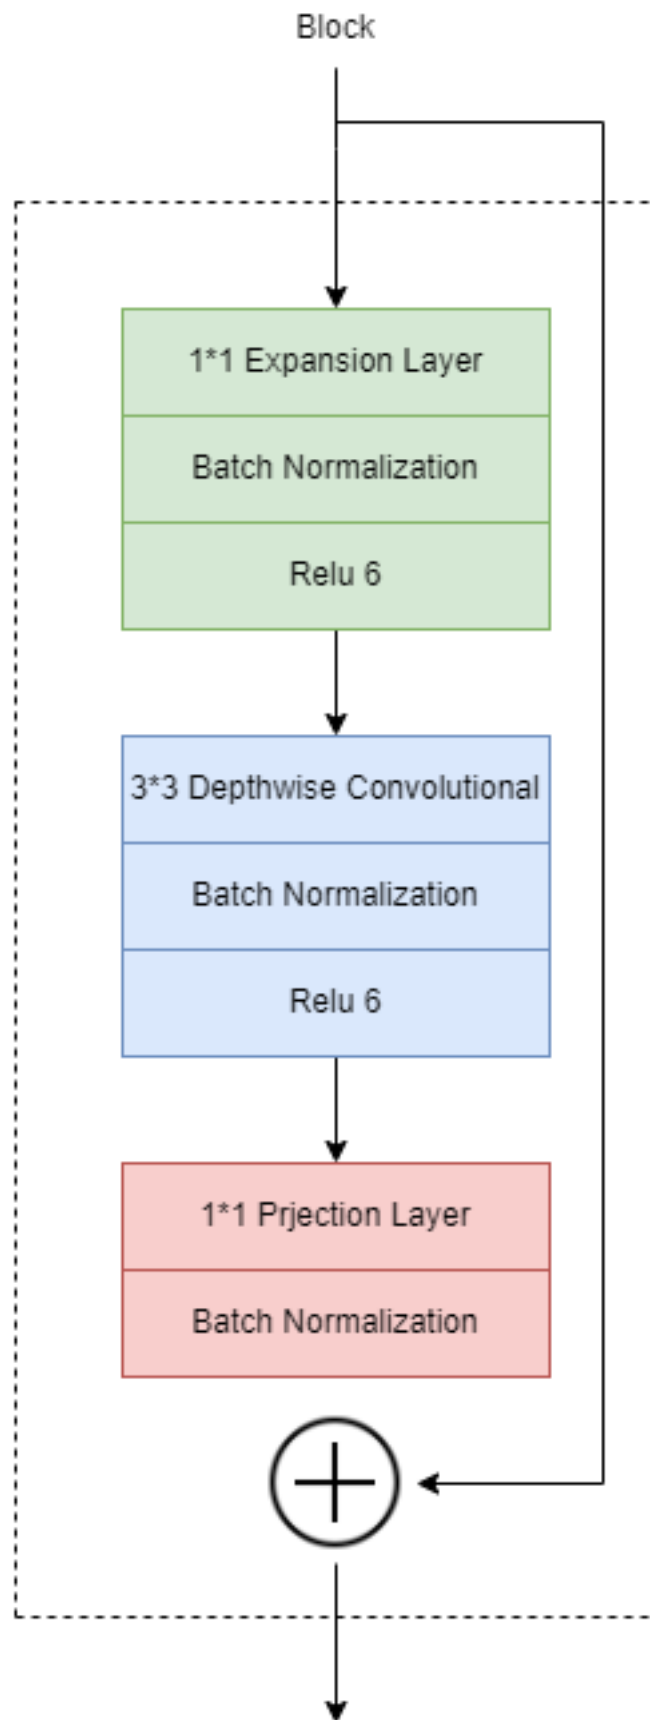 Block
1*1 Expansion Layer
Batch Normalization
Relu 6
3*3 Depthwise Convolutional
Batch Normalization
Relu 6
1*1 Prjection Layer
Batch Normalization